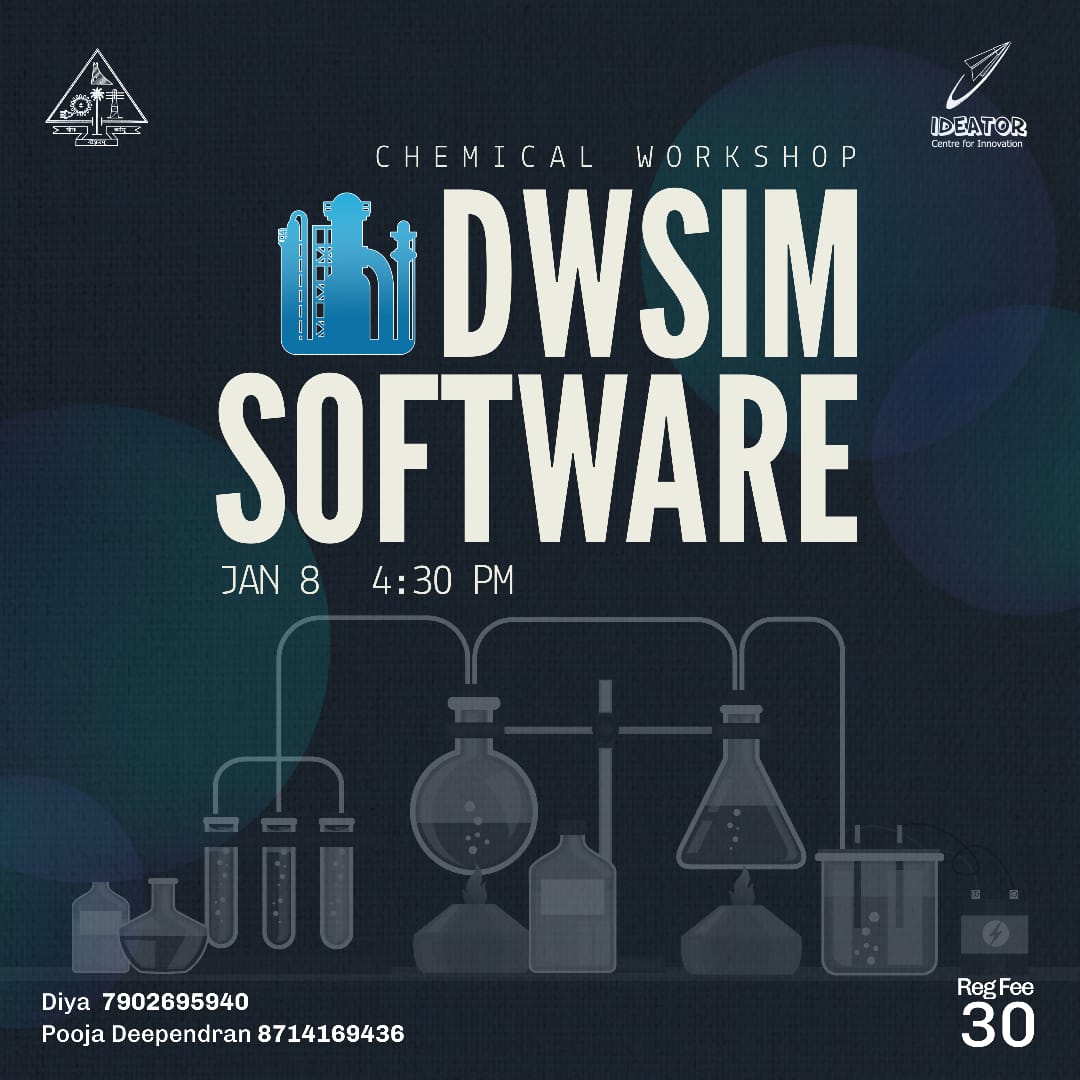 IDEATOR
Centre for Innovation
CHEMICAL WORKSHOP
DWSIM
SOFTWARE
JAN 8 4:30 PM
Diya 7902695940
Pooja Deependran 8714169436
Reg Fee
30